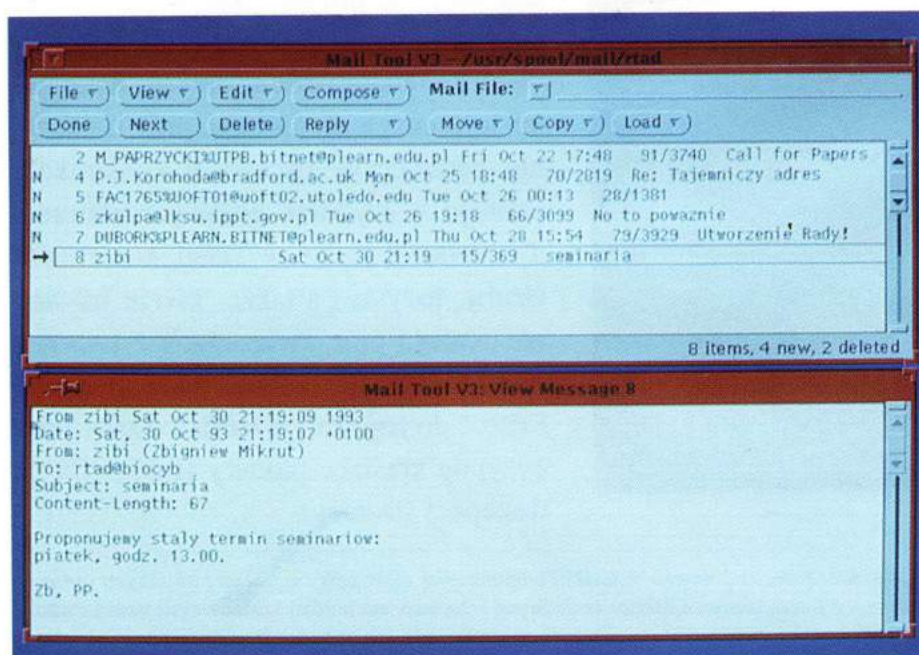 Mail Tool V3 - /usr/spool/mail/rtad
File View Edit Compose Mail File:
Done Next Delete Reply Move Copy Load
2 M_PAPRZYCKI%UTPB.bitnet@plearn.edu.pl Fri Oct 22 17:48 91/3740 Call for Papers
N 4 P.J.Korohoda@bradford.ac.uk Mon Oct 25 18:48 70/2819 Re: Tajemniczy adres
N 5 FAC1765%UOFT01@uoft02.utoledo.edu Tue Oct 26 00:13 28/1381
N 6 zkulpa@lksu.ippt.gov.pl Tue Oct 26 19:18 66/3099 No to powaznie
N 7 DUBORK%PLEARN.BITNET@plearn.edu.pl Thu Oct 28 15:54 79/3929 Utworzenie Rady!
8 zibi Sat Oct 30 21:19 15/369 seminaria
8 items, 4 new, 2 deleted
Mail Tool V3: View Message 8
From zibi Sat Oct 30 21:19:09 1993
Date: Sat, 30 Oct 93 21:19:07 +0100
From: zibi (Zbigniew Mikrut)
To: rtad@biocyb
Subject: seminaria
Content-Length: 67
Proponujemy staly termin seminariow:
piatek, godz. 13.00.
Zb, PP.